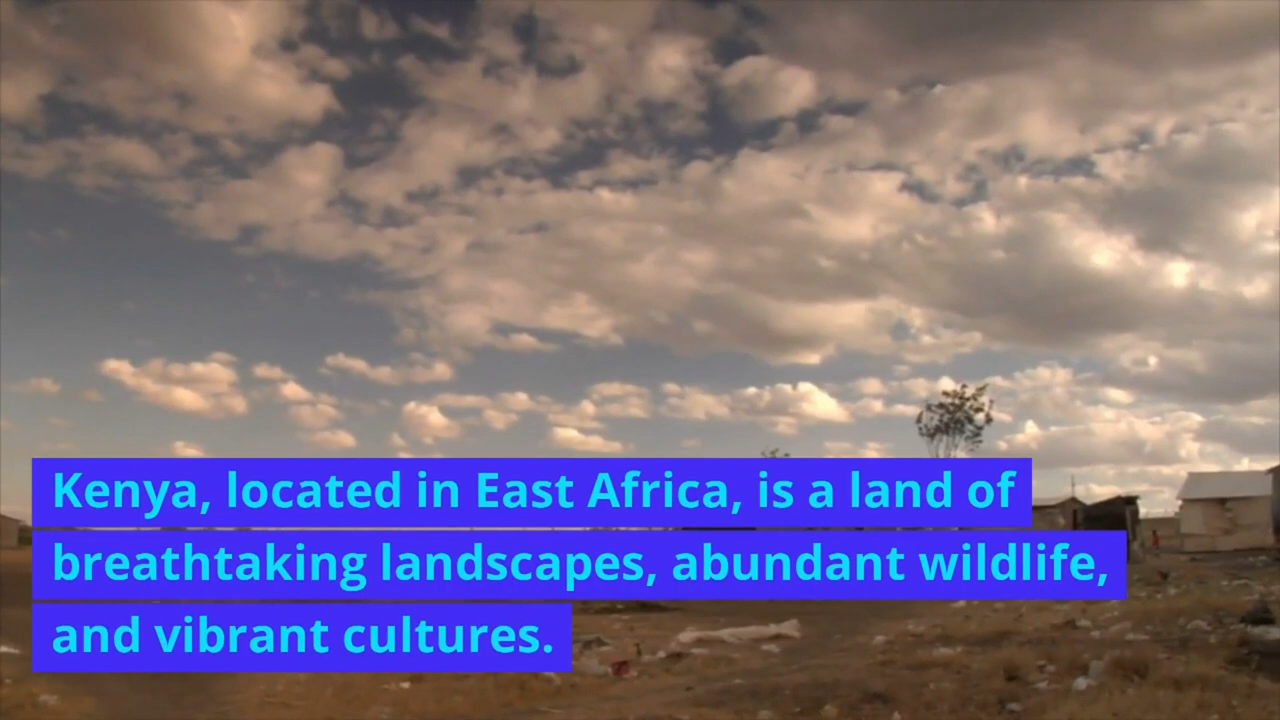 Kenya, located in East Africa, is a land of
breathtaking landscapes, abundant wildlife,
and vibrant cultures.